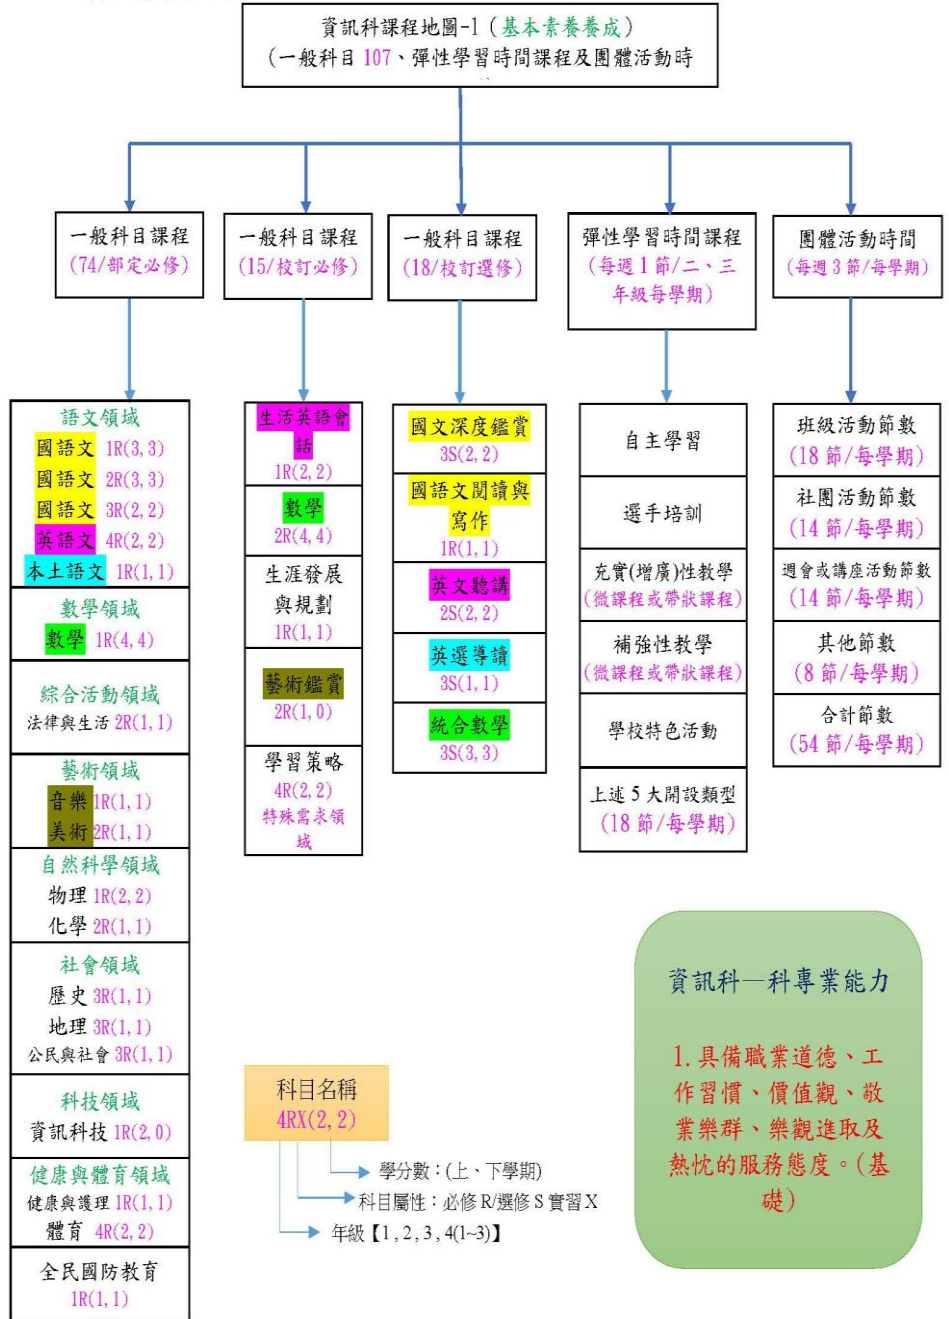 資訊科課程地圖-1（基本素養養成）
(一般科目 107、彈性學習時間課程及團體活動時
一般科目課程
(74/部定必修)
一般科目課程
(15/校訂必修)
一般科目課程
(18/校訂選修)
彈性學習時間課程
(每週 1 節/二、三
年級每學期)
團體活動時間
(每週 3 節/每學期)
語文領域
國語文 1R(3,3)
國語文 2R(3,3)
國語文 3R(2,2)
英語文 4R(2,2)
本土語文 1R(1,1)
數學領域
數學 1R(4,4)
綜合活動領域
法律與生活 2R(1,1)
藝術領域
音樂 1R(1,1)
美術 2R(1,1)
自然科學領域
物理 1R(2,2)
化學 2R(1,1)
社會領域
歷史 3R(1,1)
地理 3R(1,1)
公民與社會 3R(1,1)
科技領域
資訊科技 1R(2,0)
健康與體育領域
健康與護理 1R(1,1)
體育 4R(2,2)
全民國防教育
1R(1,1)
生活英語會
話
1R(2,2)
數學
2R(4,4)
生涯發展
與規劃
1R(1,1)
藝術鑑賞
2R(1,0)
學習策略
4R(2,2)
特殊需求領
域
國文深度鑑賞
3S(2,2)
國語文閱讀與
寫作
1R(1,1)
英文聽講
2S(2,2)
英選導讀
3S(1,1)
統合數學
3S(3,3)
自主學習
選手培訓
充實(增廣)性教學
(微課程或帶狀課程)
補強性教學
(微課程或帶狀課程)
學校特色活動
上述 5 大開設類型
(18 節/每學期)
班級活動節數
(18 節/每學期)
社團活動節數
(14 節/每學期)
週會或講座活動節數
(14 節/每學期)
其他節數
(8 節/每學期)
合計節數
(54 節/每學期)
科目名稱
4RX(2,2)
學分數：(上、下學期)
科目屬性：必修 R/選修 S 實習 X
年級【1,2,3,4(1~3)】
資訊科—科專業能力
1.具備職業道德、工
作習慣、價值觀、敬
業樂群、樂觀進取及
熱忱的服務態度。(基
礎)